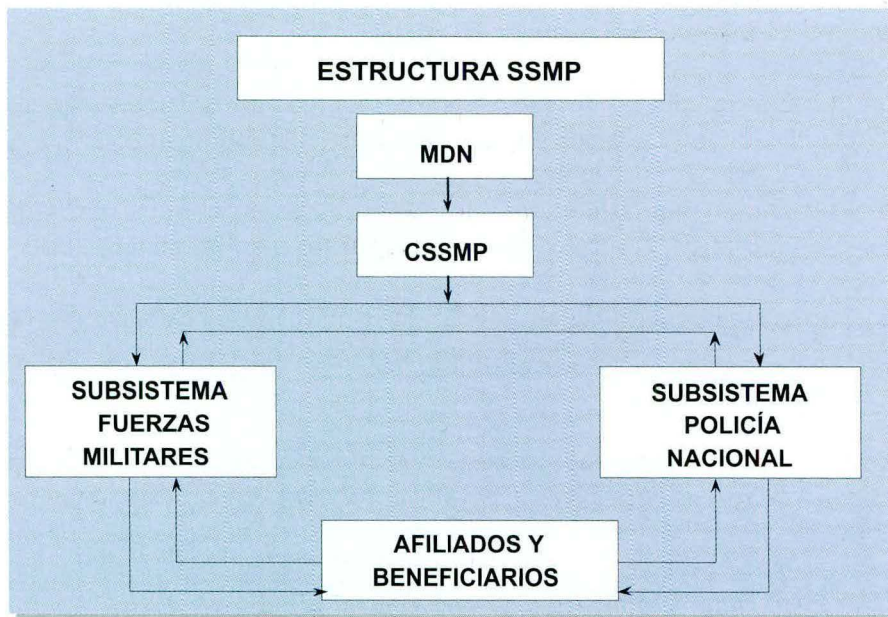 ESTRUCTURA SSMP
MDN
CSSMP
SUBSISTEMA
FUERZAS
MILITARES
SUBSISTEMA
POLICÍA
NACIONAL
AFILIADOS Y
BENEFICIARIOS